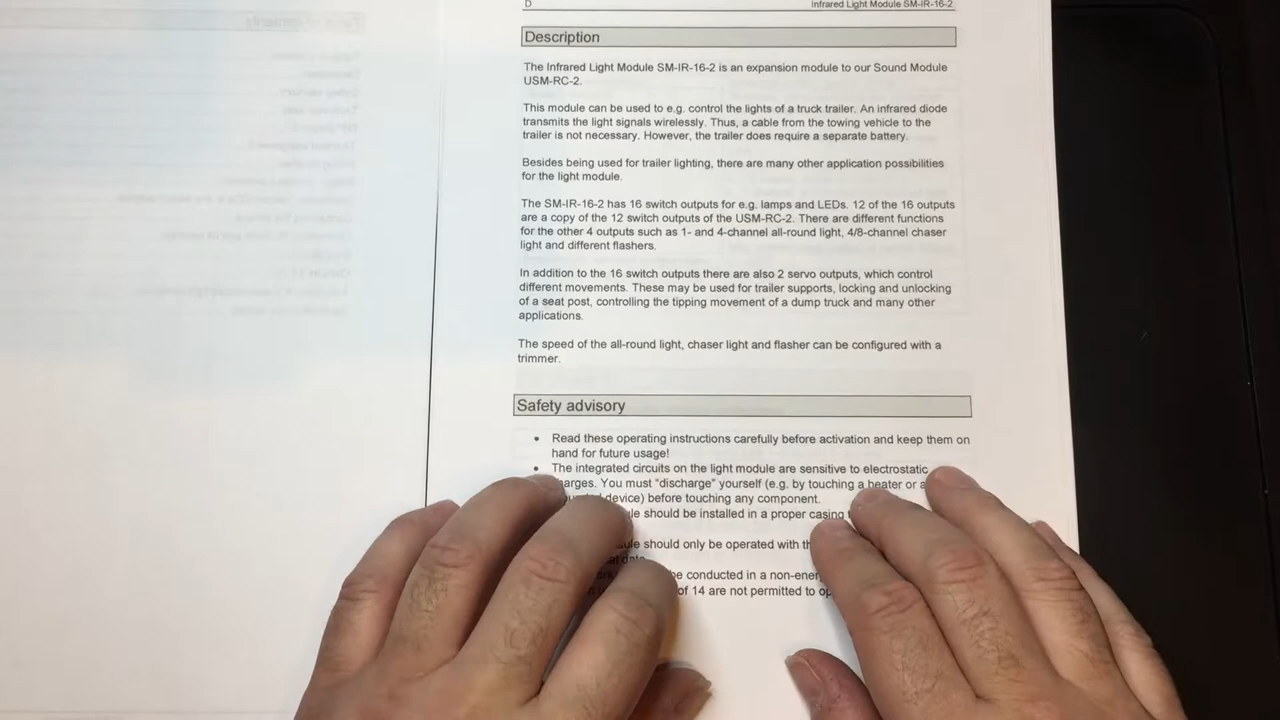 D Infrared Light Module SM-IR-16-2
Description
The Infrared Light Module SM-IR-16-2 is an expansion module to our Sound Module
USM-RC-2.
This module can be used to e.g. control the lights of a truck trailer. An infrared diode
transmits the light signals wirelessly. Thus, a cable from the towing vehicle to the
trailer is not necessary. However, the trailer does require a separate battery.
Besides being used for trailer lighting, there are many other application possibilities
for the light module.
The SM-IR-16-2 has 16 switch outputs for e.g. lamps and LEDs. 12 of the 16 outputs
are a copy of the 12 switch outputs of the USM-RC-2. There are different functions
for the other 4 outputs such as 1- and 4-channel all-round light, 4/8-channel chaser
light and different flashers.
In addition to the 16 switch outputs there are also 2 servo outputs, which control
different movements. These may be used for trailer supports, locking and unlocking
of a seat post, controlling the tipping movement of a dump truck and many other
applications.
The speed of the all-round light, chaser light and flasher can be configured with a
trimmer.
Safety advisory
• Read these operating instructions carefully before activation and keep them on
hand for future usage!
• The integrated circuits on the light module are sensitive to electrostatic
You must “discharge” yourself (e.g. by touching a heater or a
device) before touching any component.
should be installed in a proper casing
should only be operated with
be conducted in a
of 14 are not permitted to